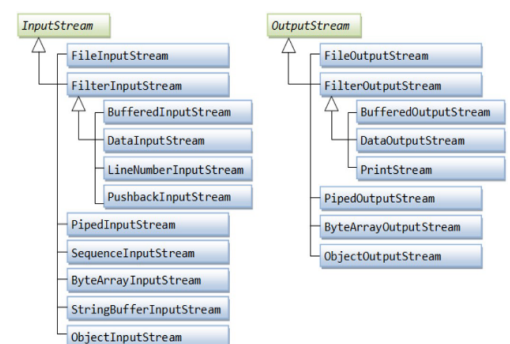 InputStream
FileInputStream
FilterInputStream
BufferedInputStream
DataInputStream
LineNumberInputStream
PushbackInputStream
PipedInputStream
SequenceInputStream
ByteArrayInputStream
StringBufferInputStream
ObjectInputStream
OutputStream
FileOutputStream
FilterOutputStream
BufferedOutputStream
DataOutputStream
PrintStream
PipedOutputStream
ByteArrayOutputStream
ObjectOutputStream